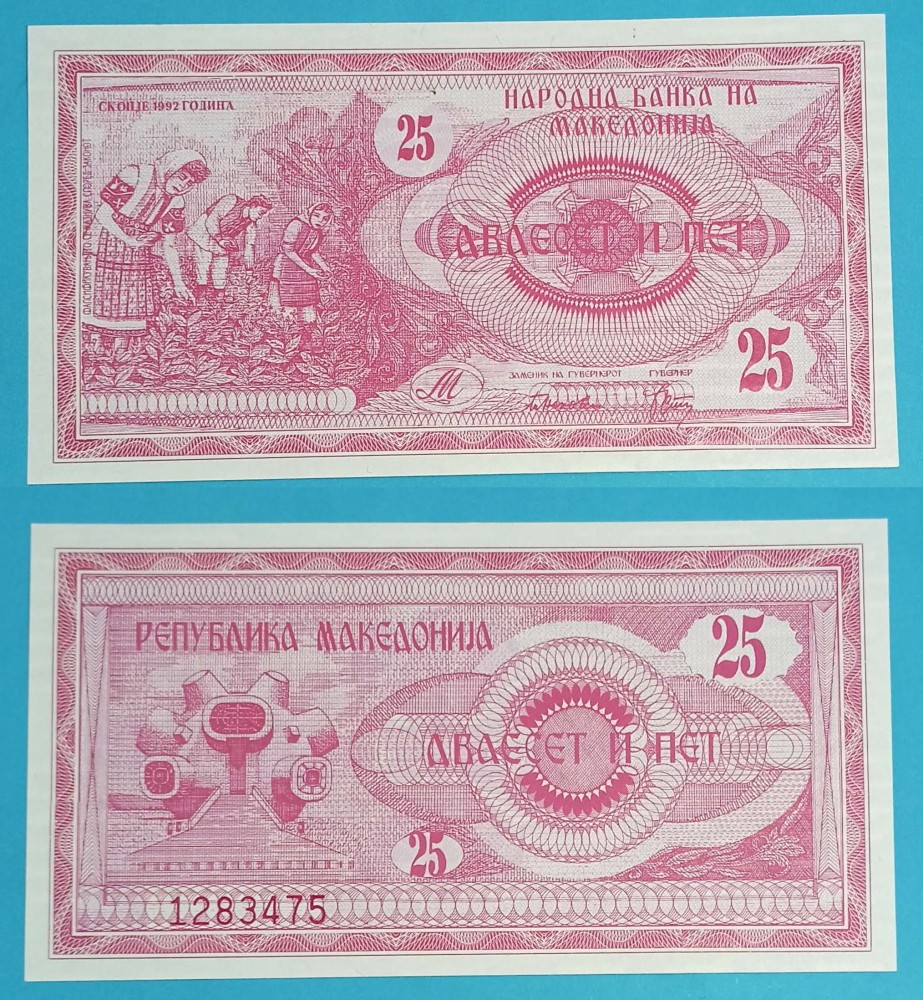 СКОПЈЕ 1992 ГОДИНА
25
НАРОДНА БАНКА НА
МАКЕДОНИЈА
ДВАЕСЕТ И ПЕТ
М
ЗАМЕНИК НА ГУВЕРНЕРОТ
ГУВЕРНЕР
25
РЕПУБЛИКА МАКЕДОНИЈА
25
ДВАЕСЕТ И ПЕТ
25
1283475